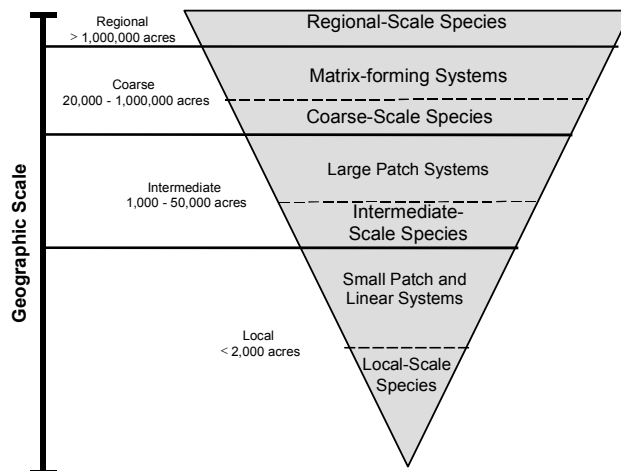 Regional
> 1,000,000 acres
Regional-Scale Species
Matrix-forming Systems
Coarse
20,000 - 1,000,000 acres
Coarse-Scale Species
Large Patch Systems
Intermediate
1,000 - 50,000 acres
Intermediate-
Scale Species
Geographic Scale
Small Patch and
Linear Systems
Local
< 2,000 acres
Local-Scale
Species